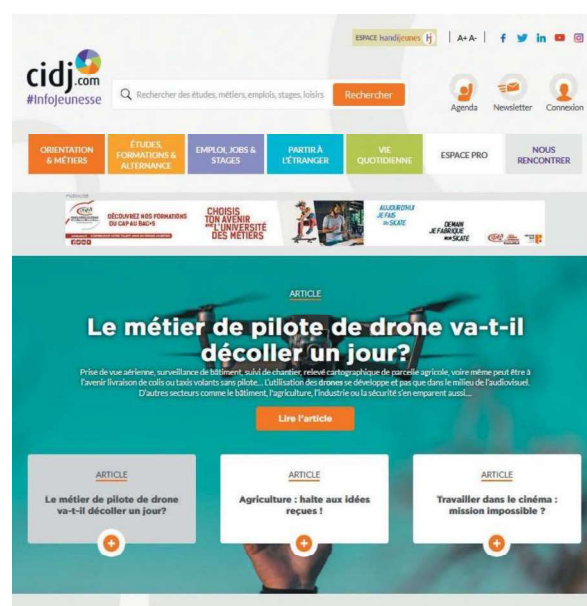 ESPACE handijeunes Hj
A+ A-
cidj.com
#InfoJeunesse
Rechercher des études, métiers, emplois, stages, loisirs
Rechercher
Agenda
Newsletter
Connexion
ORIENTATION
& MÉTIERS
ÉTUDES,
FORMATIONS &
ALTERNANCE
EMPLOI, JOBS &
STAGES
PARTIR À
L'ÉTRANGER
VIE
QUOTIDIENNE
ESPACE PRO
NOUS
RENCONTRER
PUBLICITÉ
DÉCOUVREZ NOS FORMATIONS
DU CAP AU BAC+5
CHOISIS
TON AVENIR
L'UNIVERSITÉ
DES MÉTIERS
AUJOURD'HUI
JE FAIS
DU SKATE
DEMAIN
JE FABRIQUE
MON SKATE
ARTICLE
Le métier de pilote de drone va-t-il
décoller un jour?
Prise de vue aérienne, surveillance de bâtiment, suivi de chantier, relevé cartographique de parcelle agricole, voire même peut être à
l'avenir livraison de colis ou taxis volants sans pilote... L'utilisation des drones se développe et pas que dans le milieu de l'audiovisuel.
D'autres secteurs comme le bâtiment, l'agriculture, l'industrie ou la sécurité s'en emparent aussi...
Lire l'article
ARTICLE
Le métier de pilote de drone
va-t-il décoller un jour?
ARTICLE
Agriculture : halte aux idées
reçues !
ARTICLE
Travailler dans le cinéma :
mission impossible ?